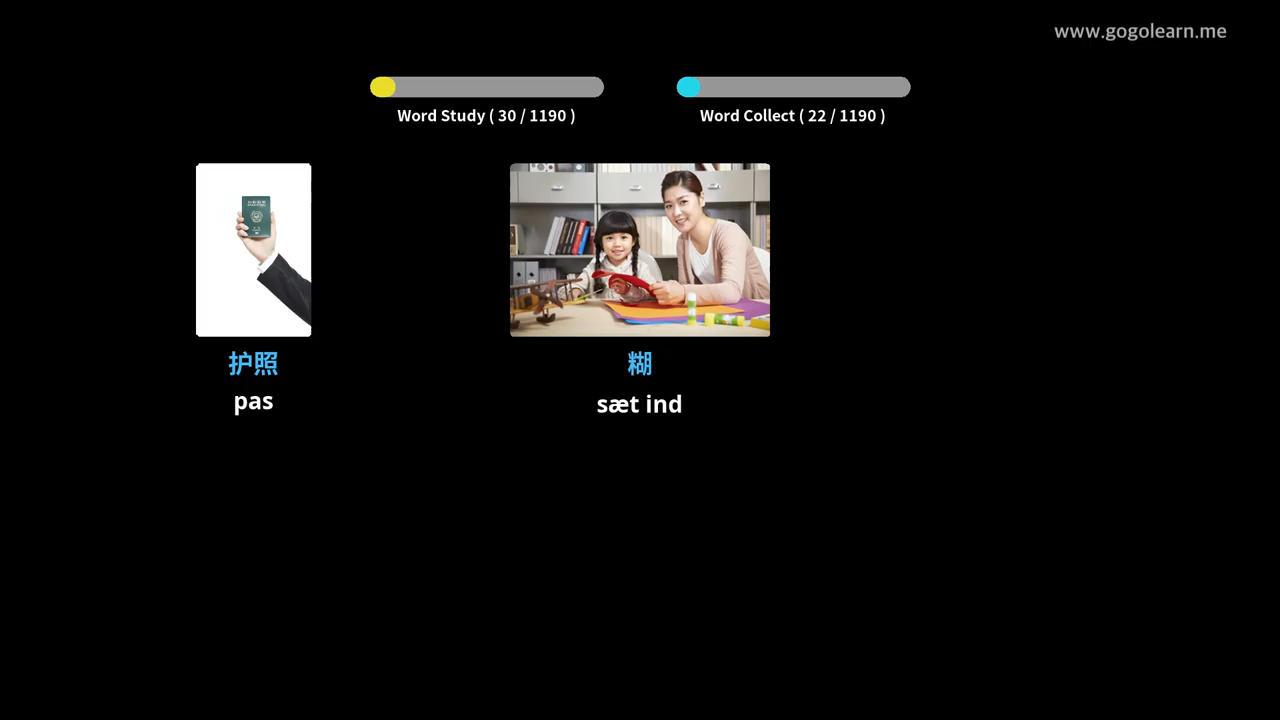 www.gogolearn.me
Word Study ( 30 / 1190 )
Word Collect ( 22 / 1190 )
护照
pas
糊
sæt ind